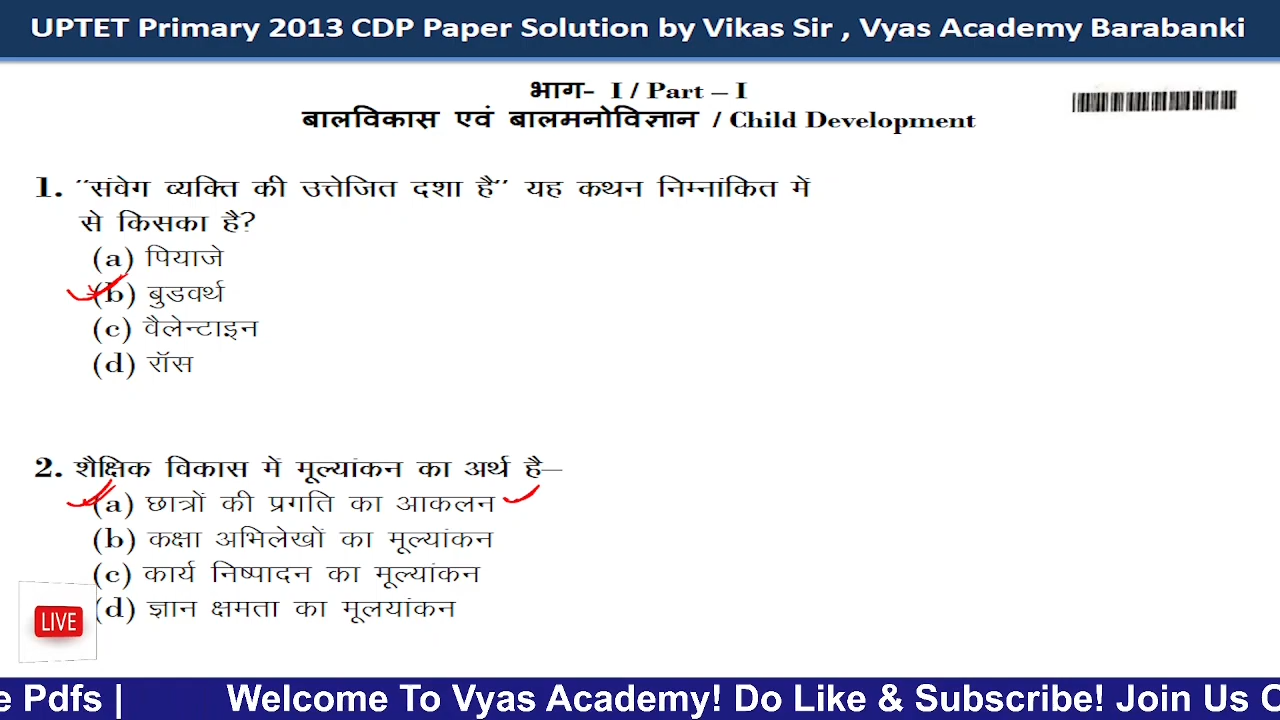 UPTET Primary 2013 CDP Paper Solution by Vikas Sir , Vyas Academy Barabanki
भाग- I / Part – I
बालविकास एवं बालमनोविज्ञान / Child Development
1. ''संवेग व्यक्ति की उत्तेजित दशा है'' यह कथन निम्नांकित में
से किसका है?
(a) पियाजे
(b) बुडवर्थ
(c) वैलेन्टाइन
(d) रॉस
2. शैक्षिक विकास में मूल्यांकन का अर्थ है–
(a) छात्रों की प्रगति का आकलन
(b) कक्षा अभिलेखों का मूल्यांकन
(c) कार्य निष्पादन का मूल्यांकन
(d) ज्ञान क्षमता का मूलयांकन
LIVE
e Pdfs | Welcome To Vyas Academy! Do Like & Subscribe! Join Us